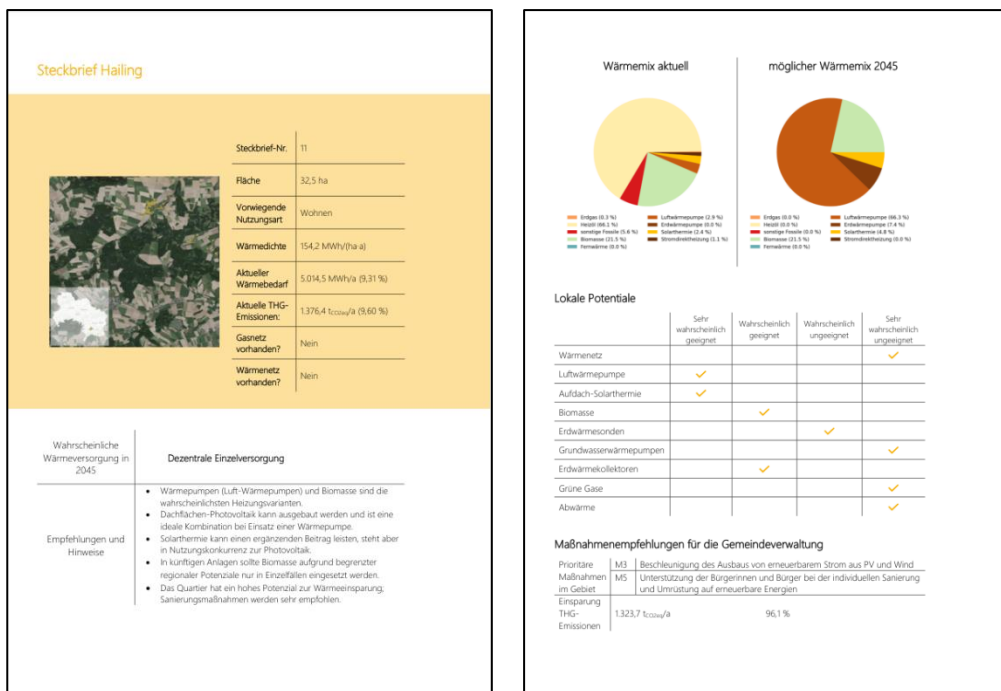 Steckbrief Hailing
Steckbrief-Nr. 11
Fläche 32,5 ha
Vorwiegende
Nutzungsart Wohnen
Wärmedichte 154,2 MWh/(ha a)
Aktueller
Wärmebedarf 5.014,5 MWh/a (9,31 %)
Aktuelle THG-
Emissionen: 1.376,4 tCO2äq/a (9,60 %)
Gasnetz
vorhanden? Nein
Wärmenetz
vorhanden? Nein
Wahrscheinliche
Wärmeversorgung in
2045
Dezentrale Einzelversorgung
Empfehlungen und
Hinweise
• Wärmepumpen (Luft-Wärmepumpen) und Biomasse sind die
wahrscheinlichsten Heizungsvarianten.
• Dachflächen-Photovoltaik kann ausgebaut werden und ist eine
ideale Kombination bei Einsatz einer Wärmepumpe.
• Solarthermie kann einen ergänzenden Beitrag leisten, steht aber
in Nutzungskonkurrenz zur Photovoltaik.
• In künftigen Anlagen sollte Biomasse aufgrund begrenzter
regionaler Potenziale nur in Einzelfällen eingesetzt werden.
• Das Quartier hat ein hohes Potenzial zur Wärmeeinsparung;
Sanierungsmaßnahmen werden sehr empfohlen.
Wärmemix aktuell
Erdgas (0.3 %)
Heizöl (66.1 %)
sonstige Fossile (5.6 %)
Biomasse (21.5 %)
Fernwärme (0.0 %)
Luftwärmepumpe (2.9 %)
Erdwärmepumpe (0.0 %)
Solarthermie (2.4 %)
Stromdirektheizung (1.1 %)
möglicher Wärmemix 2045
Erdgas (0.0 %)
Heizöl (0.0 %)
sonstige Fossile (0.0 %)
Biomasse (21.5 %)
Fernwärme (0.0 %)
Luftwärmepumpe (66.3 %)
Erdwärmepumpe (7.4 %)
Solarthermie (4.8 %)
Stromdirektheizung (0.0 %)
Lokale Potentiale
Sehr
wahrscheinlich
geeignet
Wahrscheinlich
geeignet
Wahrscheinlich
ungeeignet
Sehr
wahrscheinlich
ungeeignet
Wärmenetz ✓
Luftwärmepumpe ✓
Aufdach-Solarthermie ✓
Biomasse ✓
Erdwärmesonden ✓
Grundwasserwärmepumpen ✓
Erdwärmekollektoren ✓
Grüne Gase ✓
Abwärme ✓
Maßnahmenempfehlungen für die Gemeindeverwaltung
Prioritäre
Maßnahmen
im Gebiet
M3 Beschleunigung des Ausbaus von erneuerbarem Strom aus PV und Wind
M5 Unterstützung der Bürgerinnen und Bürger bei der individuellen Sanierung
und Umrüstung auf erneuerbare Energien
Einsparung
THG-
Emissionen
1.323,7 tCO2äq/a 96,1 %